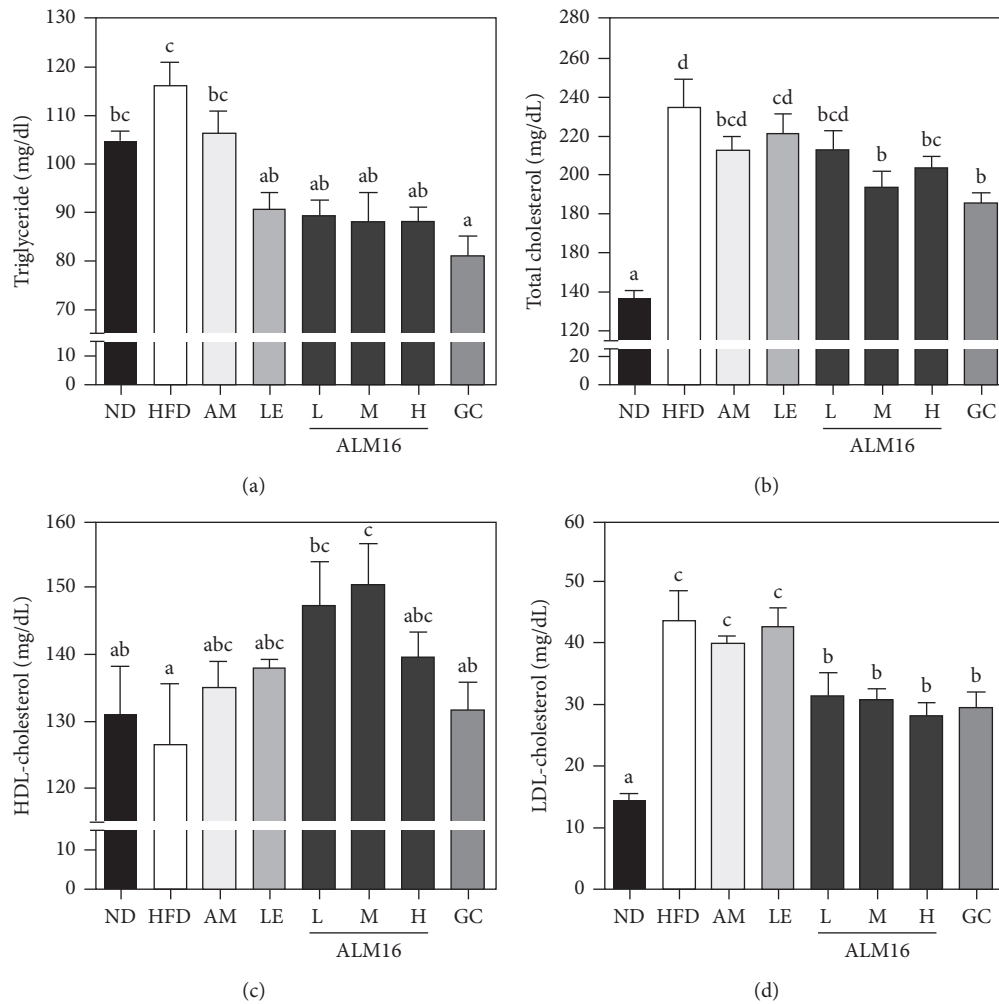 130
120
110
100
90
80
70
10
0
Triglyceride (mg/dl)
bc
c
bc
ab
ab
ab
ab
a
ND HFD AM LE L M H GC
ALM16
(a)
280
260
240
220
200
180
160
140
120
20
0
Total cholesterol (mg/dL)
a
d
bcd
cd
bcd
b
bc
b
ND HFD AM LE L M H GC
ALM16
(b)
160
150
140
130
120
10
0
HDL-cholesterol (mg/dL)
ab
a
abc
abc
bc
c
abc
ab
ND HFD AM LE L M H GC
ALM16
(c)
60
50
40
30
20
10
0
LDL-cholesterol (mg/dL)
a
c
c
c
b
b
b
b
ND HFD AM LE L M H GC
ALM16
(d)